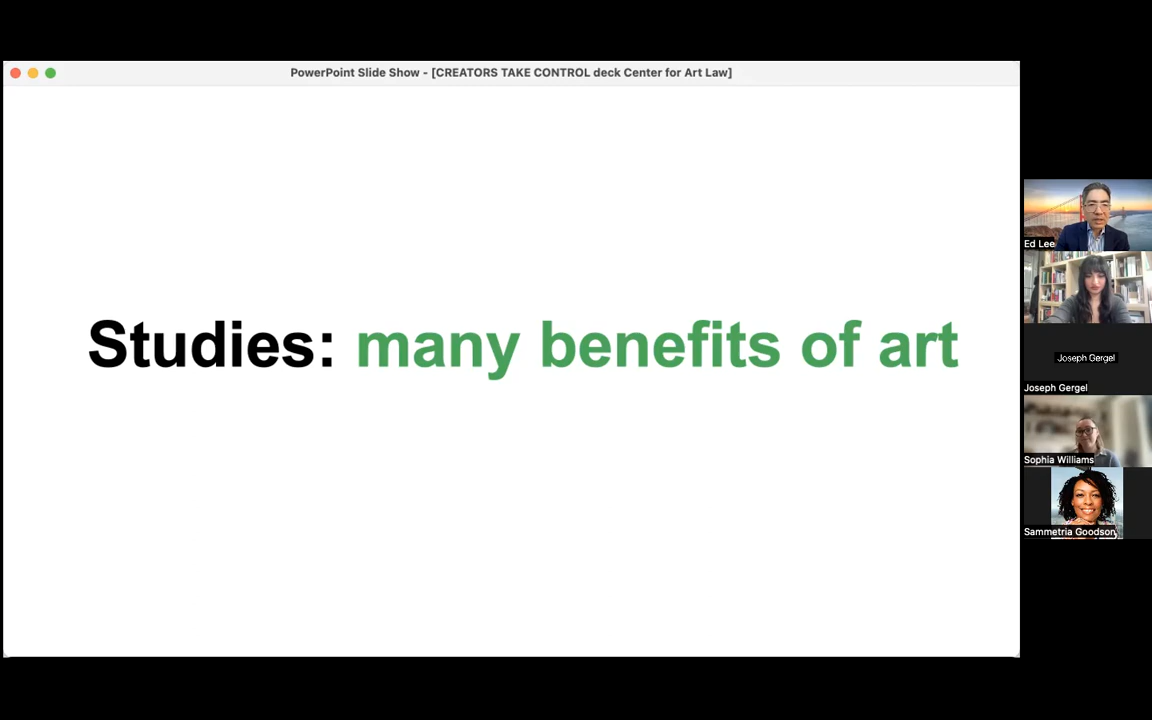 PowerPoint Slide Show - [CREATORS TAKE CONTROL deck Center for Art Law]
Studies: many benefits of art
Ed Lee
Joseph Gergel
Joseph Gergel
Sophia Williams
Sammetria Goodson